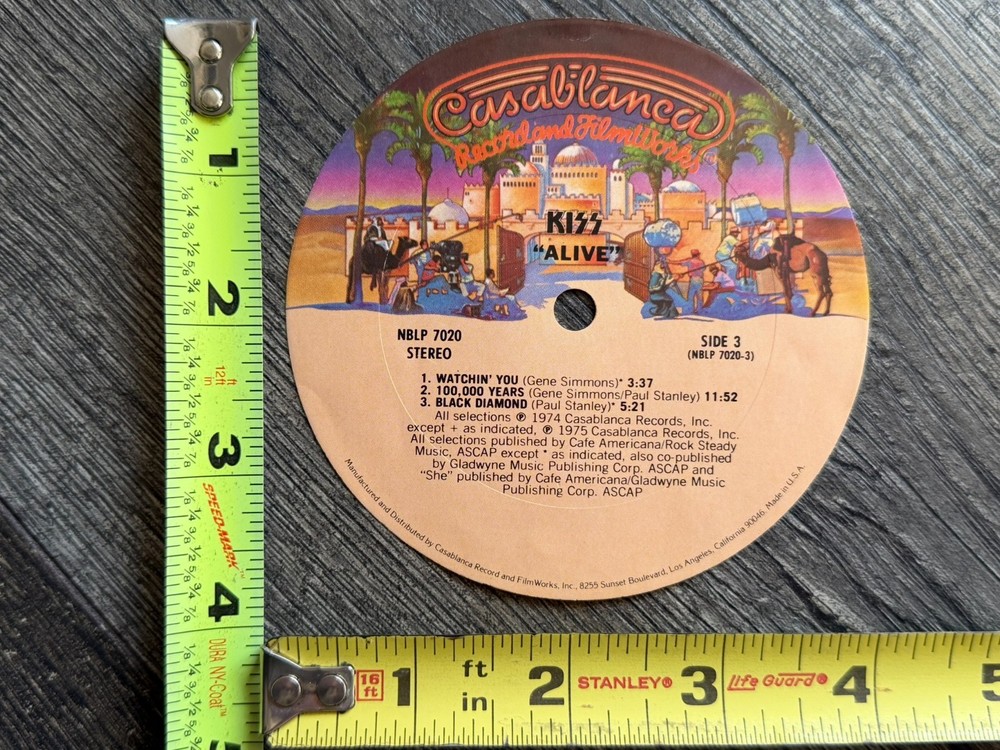 Casablanca
Record and FilmWorks
KISS
"ALIVE"
NBLP 7020
STEREO
SIDE 3
(NBLP 7020-3)
1. WATCHIN' YOU (Gene Simmons)* 3:37
2. 100,000 YEARS (Gene Simmons/Paul Stanley) 11:52
3. BLACK DIAMOND (Paul Stanley)* 5:21
All selections ℗ 1974 Casablanca Records, Inc.
except + as indicated, ℗ 1975 Casablanca Records, Inc.
All selections published by Cafe Americana/Rock Steady
Music, ASCAP except * as indicated, also co-published
by Gladwyne Music Publishing Corp. ASCAP and
"She" published by Cafe Americana/Gladwyne Music
Publishing Corp. ASCAP
Manufactured and Distributed by Casablanca Record and FilmWorks, Inc., 8255 Sunset Boulevard, Los Angeles, California 90046. Made in U.S.A.
1
2
12ft
in
3
SPEED-MARK™
4
DURA NY-Coat™
5
16
ft
1
ft
in
2
STANLEY®
3
Life Guard®
4
5